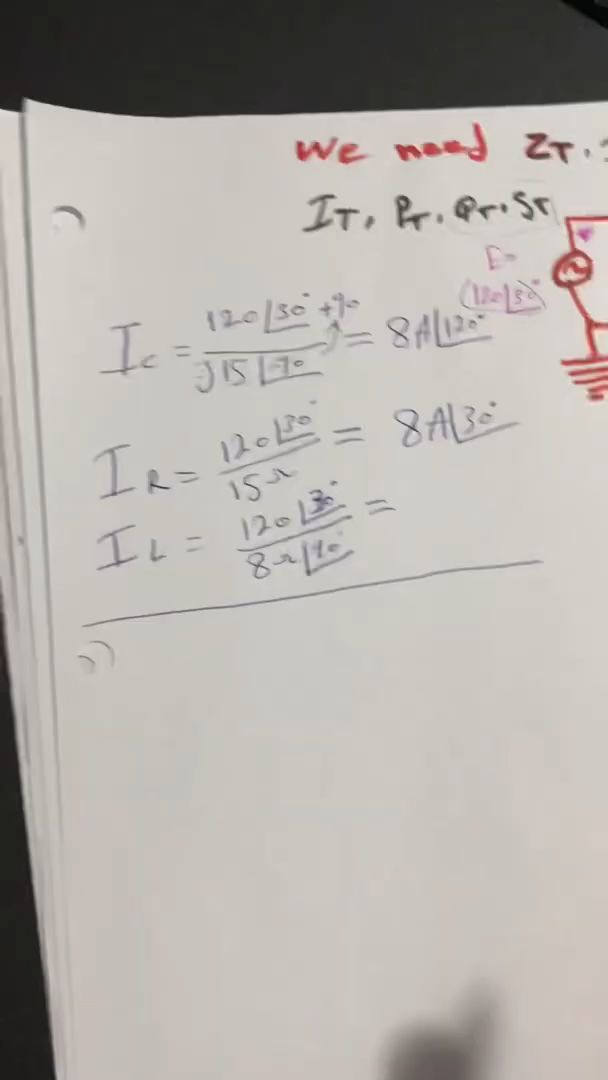 We need ZT.
IT, PT, QT, ST
E=
(120∠30°)
Ic = 120∠30° +90 / j15∠-90 = 8A∠120°
IR = 120∠30° / 15Ω = 8A∠30°
IL = 120∠30° / 8Ω∠90° =